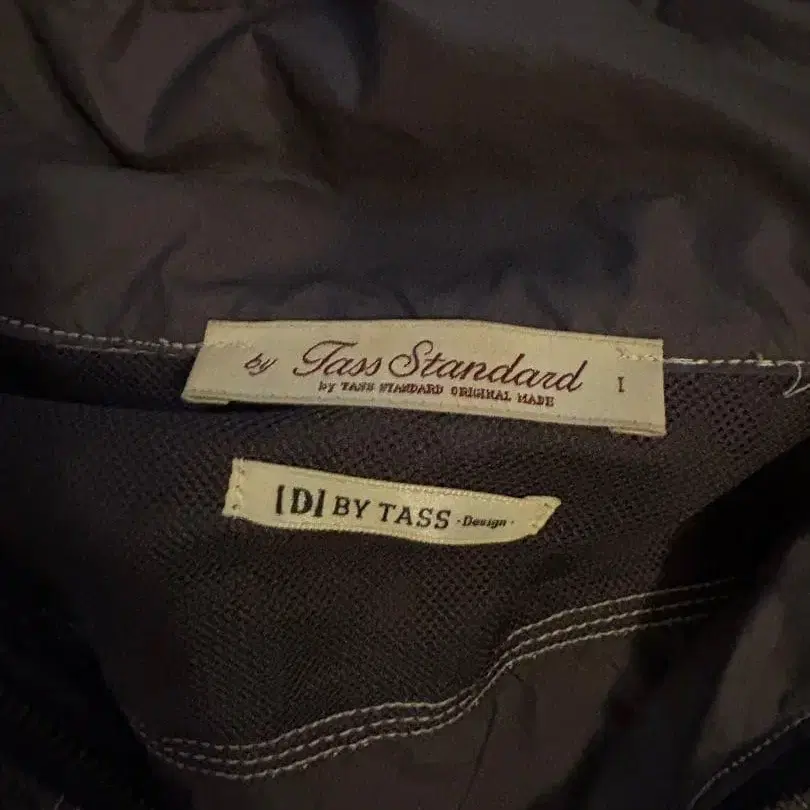 by Tass Standard I
by TASS STANDARD ORIGINAL MADE
[D] BY TASS -Design-